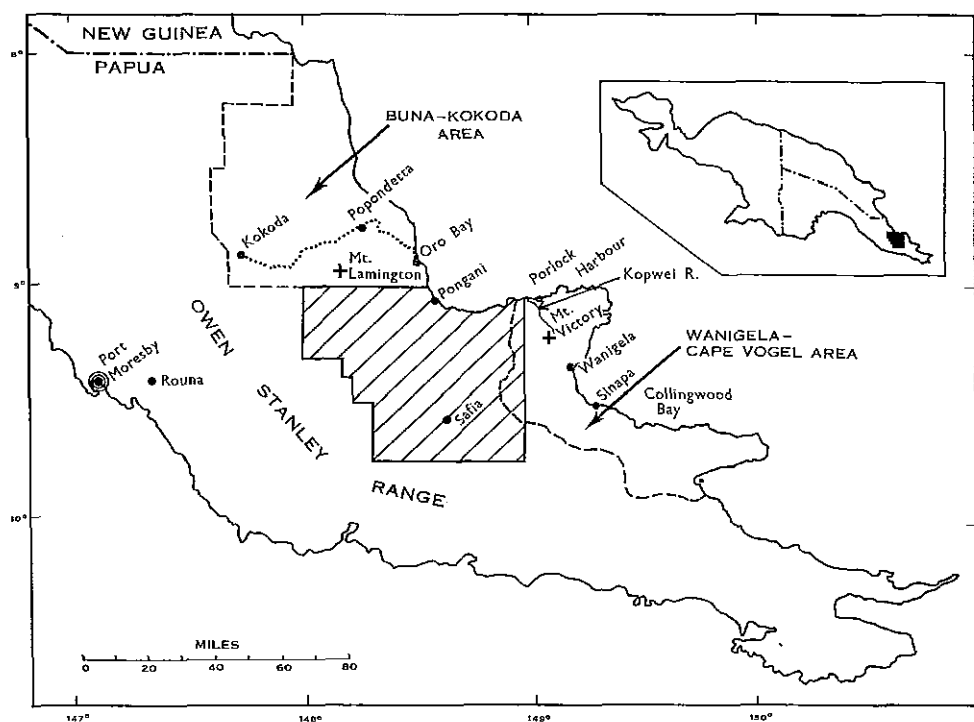 NEW GUINEA
PAPUA
8°
BUNA–KOKODA
AREA
Kokoda
Popondetta
Oro Bay
Mt.
Lamington
Pongani
Porlock
Harbour
Kopwei R.
Mt.
Victory
9°
WANIGELA–
CAPE VOGEL AREA
Wanigela
Sinapa
Collingwood
Bay
OWEN
STANLEY
RANGE
Port
Moresby
Rouna
Safia
10°
MILES
0 20 40 60 80
147° 148° 149° 150°